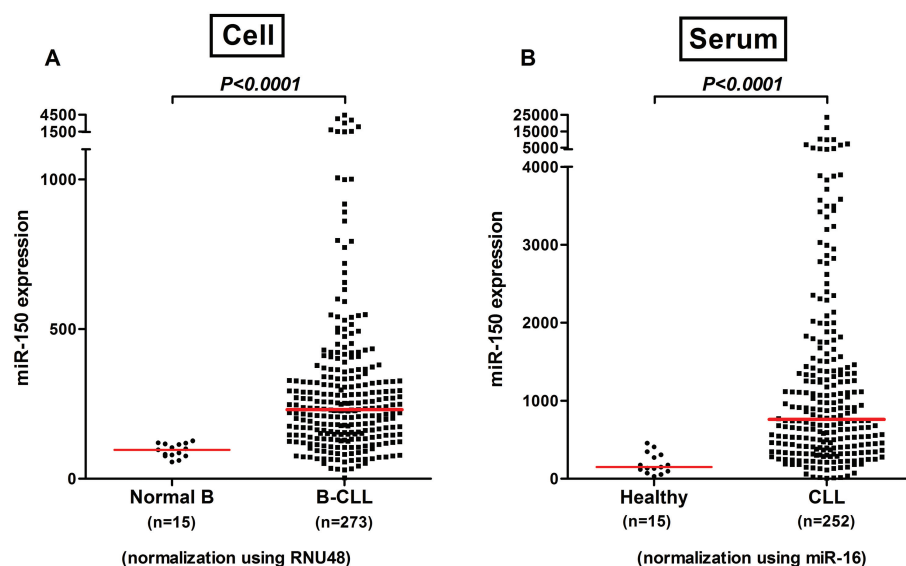 Cell
A
P<0.0001
4500
1500
1000
500
0
miR-150 expression
Normal B
B-CLL
(n=15)
(n=273)
(normalization using RNU48)
Serum
B
P<0.0001
25000
15000
5000
4000
3000
2000
1000
0
miR-150 expression
Healthy
CLL
(n=15)
(n=252)
(normalization using miR-16)